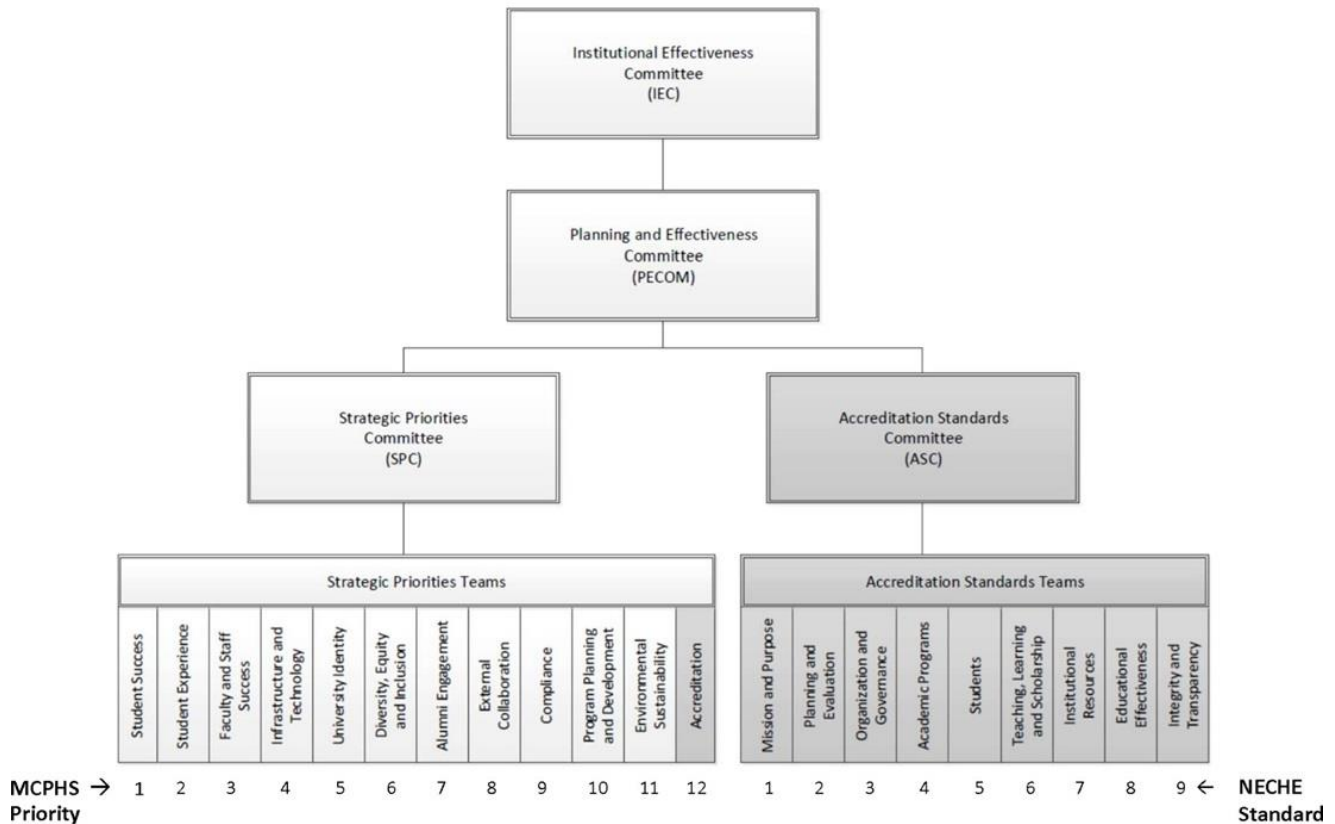 Institutional Effectiveness
Committee
(IEC)
Planning and Effectiveness
Committee
(PECOM)
Strategic Priorities
Committee
(SPC)
Accreditation Standards
Committee
(ASC)
Strategic Priorities Teams
Student Success
Student Experience
Faculty and Staff
Success
Infrastructure and
Technology
University Identity
Diversity, Equity
and Inclusion
Alumni Engagement
External
Collaboration
Compliance
Program Planning
and Development
Environmental
Sustainability
Accreditation
Accreditation Standards Teams
Mission and Purpose
Planning and
Evaluation
Organization and
Governance
Academic Programs
Students
Teaching, Learning
and Scholarship
Institutional
Resources
Educational
Effectiveness
Integrity and
Transparency
MCPHS →
Priority
1 2 3 4 5 6 7 8 9 10 11 12
1 2 3 4 5 6 7 8 9
← NECHE
Standard